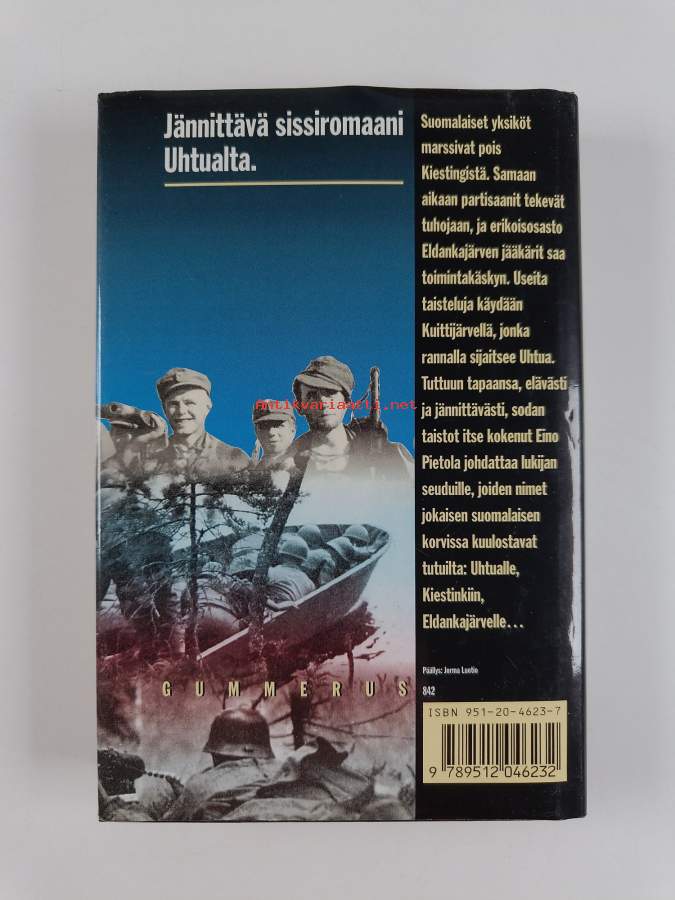 Jännittävä sissiromaani
Uhtualta.
Suomalaiset yksiköt
marssivat pois
Kiestingistä. Samaan
aikaan partisaanit tekevät
tuhojaan, ja erikoisosasto
Eldankajärven jääkärit saa
toimintakäskyn. Useita
taisteluja käydään
Kuittijärvellä, jonka
rannalla sijaitsee Uhtua.
Tuttuun tapaansa, elävästi
ja jännittävästi, sodan
taistot itse kokenut Eino
Pietola johdattaa lukijan
seuduille, joiden nimet
jokaisen suomalaisen
korvissa kuulostavat
tutuilta: Uhtualle,
Kiestinkiin,
Eldankajärvelle...
Antikvariaatti.net
Päällys: Jorma Luotio
842
GUMMERUS
ISBN 951-20-4623-7
9 789512 046232